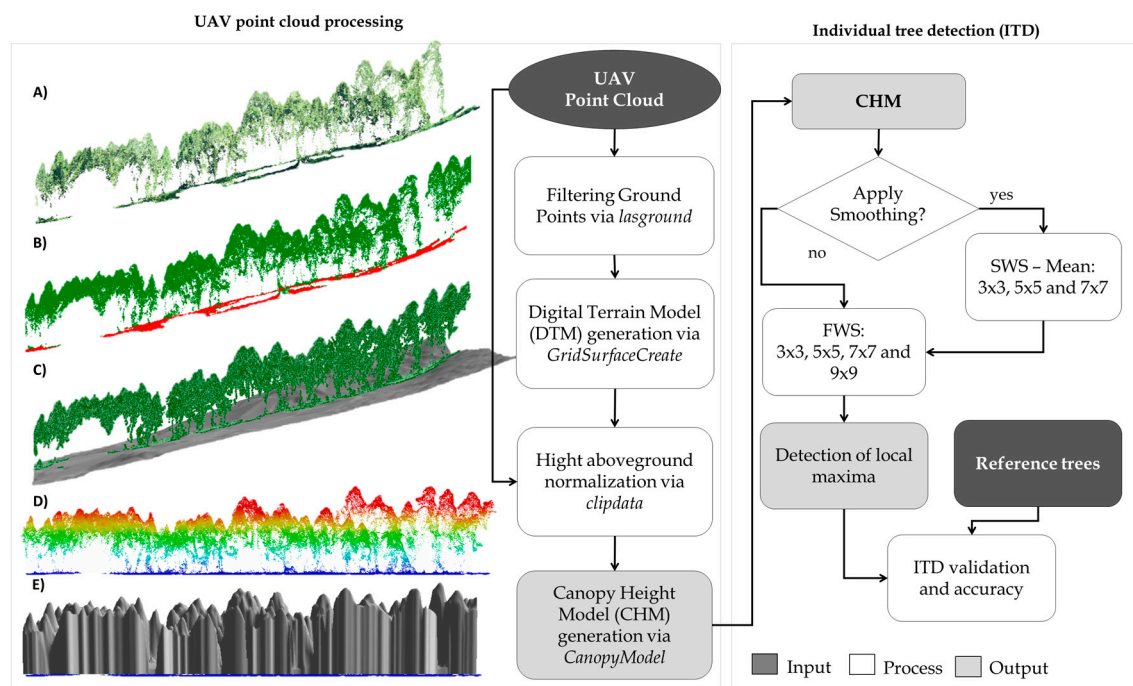 UAV point cloud processing
A)
B)
C)
D)
E)
UAV
Point Cloud
Filtering Ground
Points via lasground
Digital Terrain Model
(DTM) generation via
GridSurfaceCreate
Hight aboveground
normalization via
clipdata
Canopy Height
Model (CHM)
generation via
CanopyModel
Individual tree detection (ITD)
CHM
Apply
Smoothing?
yes
no
SWS – Mean:
3x3, 5x5 and 7x7
FWS:
3x3, 5x5, 7x7 and
9x9
Detection of local
maxima
Reference trees
ITD validation
and accuracy
Input
Process
Output